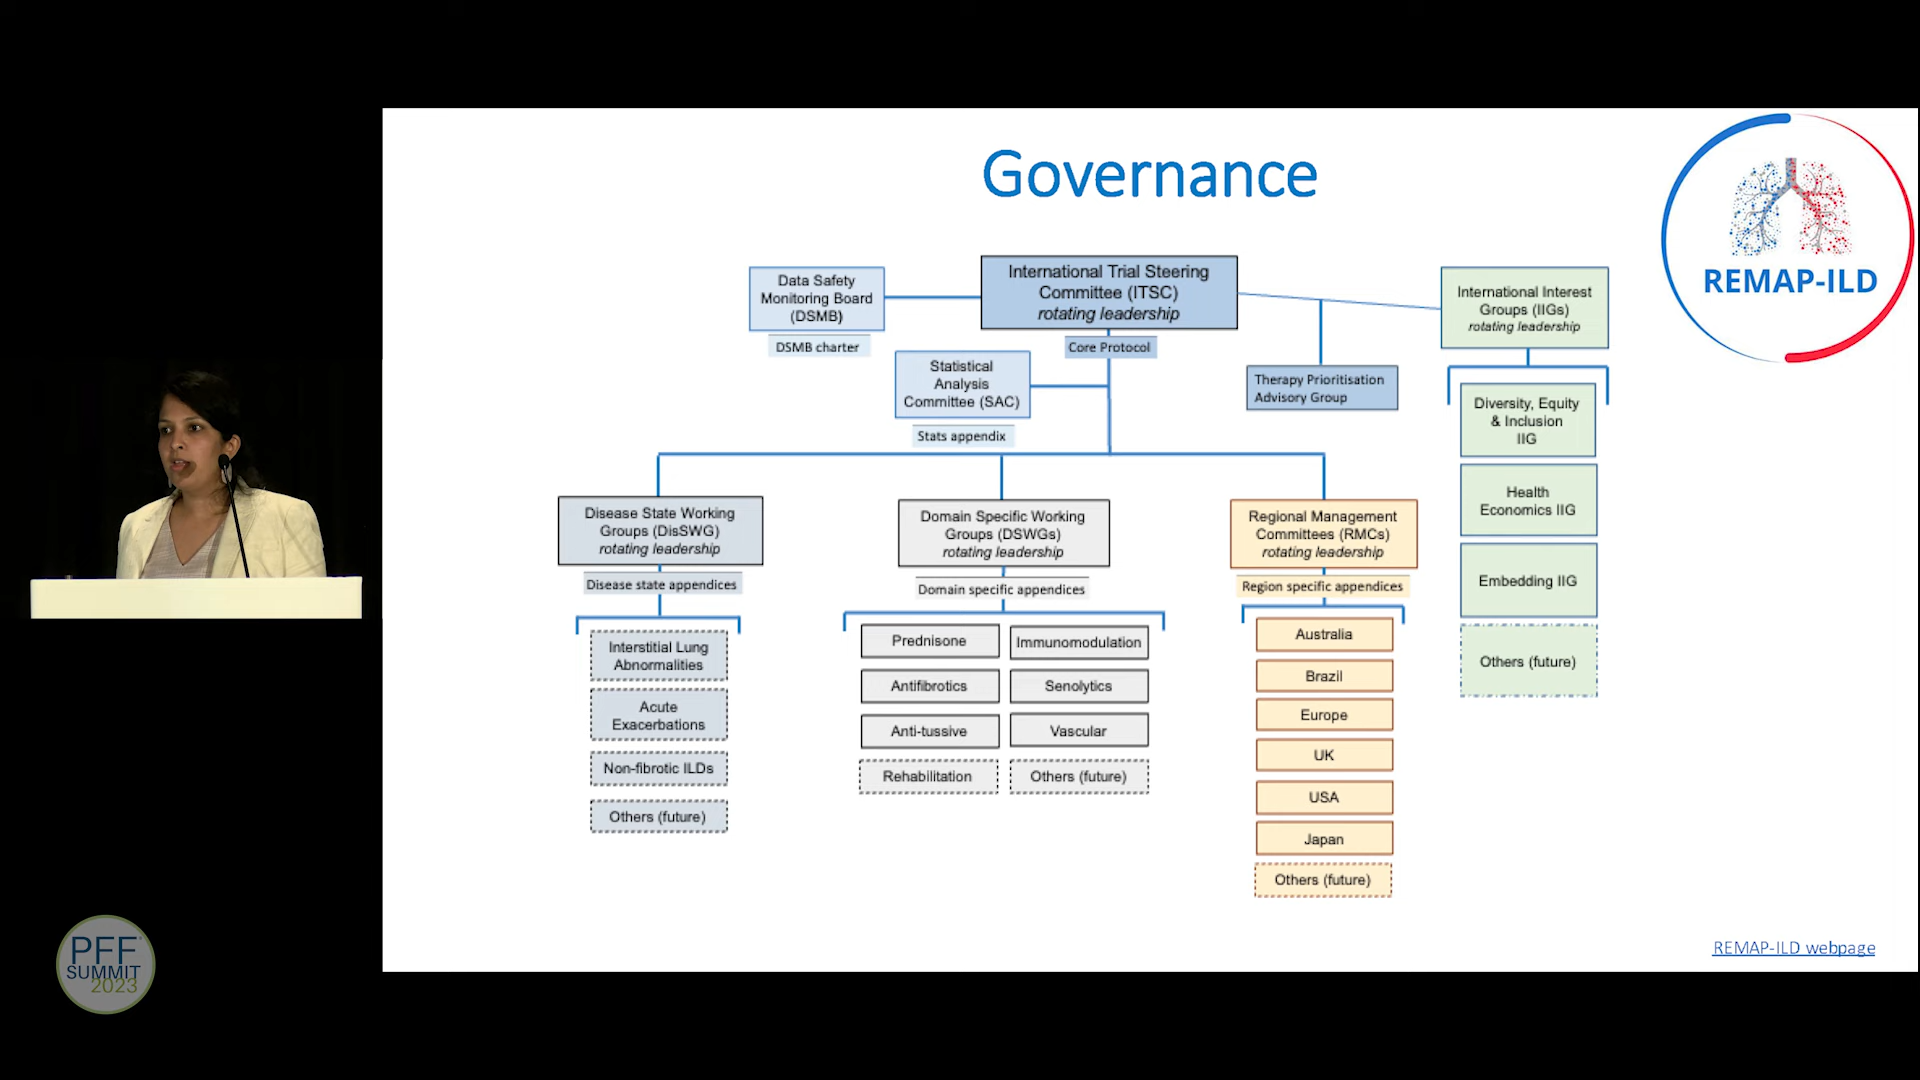 Governance
REMAP-ILD
Data Safety
Monitoring Board
(DSMB)
DSMB charter
International Trial Steering
Committee (ITSC)
rotating leadership
Core Protocol
Statistical
Analysis
Committee (SAC)
Stats appendix
Therapy Prioritisation
Advisory Group
International Interest
Groups (IIGs)
rotating leadership
Diversity, Equity
& Inclusion
IIG
Health
Economics IIG
Embedding IIG
Others (future)
Disease State Working
Groups (DisSWG)
rotating leadership
Disease state appendices
Interstitial Lung
Abnormalities
Acute
Exacerbations
Non-fibrotic ILDs
Others (future)
Domain Specific Working
Groups (DSWGs)
rotating leadership
Domain specific appendices
Prednisone
Immunomodulation
Antifibrotics
Senolytics
Anti-tussive
Vascular
Rehabilitation
Others (future)
Regional Management
Committees (RMCs)
rotating leadership
Region specific appendices
Australia
Brazil
Europe
UK
USA
Japan
Others (future)
REMAP-ILD webpage
PFF
SUMMIT
2023